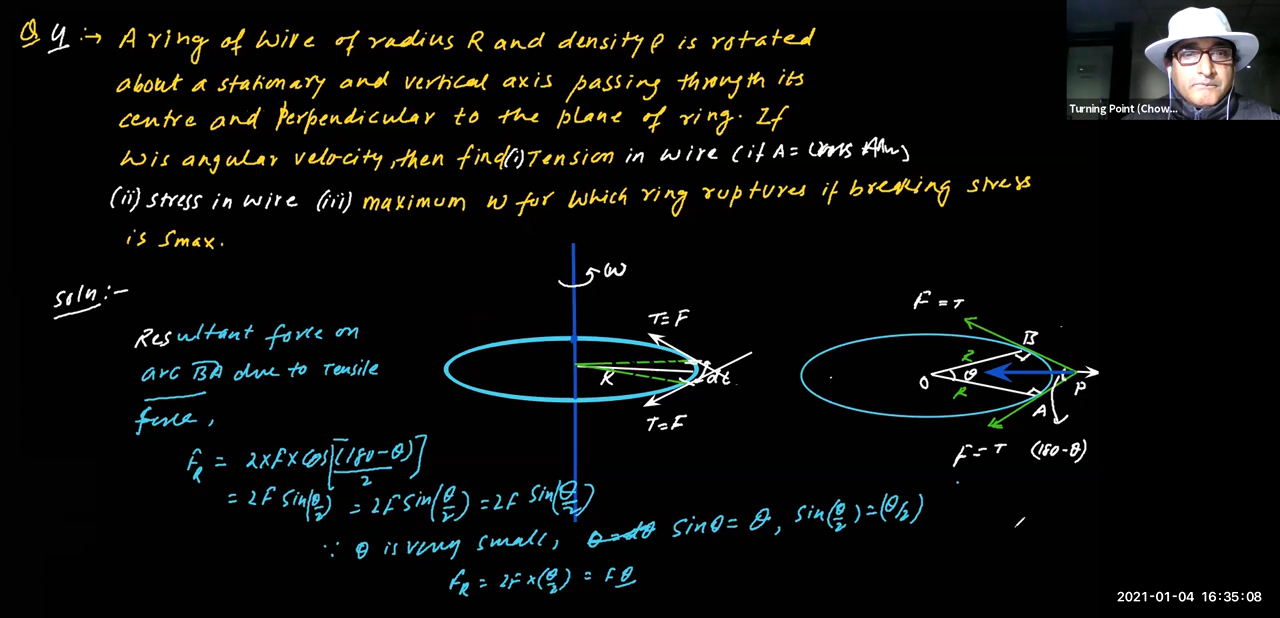 Q 4 :→ A ring of wire of radius R and density ρ is rotated
about a stationary and vertical axis passing through its
centre and perpendicular to the plane of ring. If
W is angular velocity, then find (i) Tension in wire (if A =
(ii) stress in wire (iii) maximum w for which ring ruptures if breaking stress
is Smax.
Turning Point (Chow...
Soln:-
Resultant force on
arc BA due to Tensile
force,
F_R = 2×F×Cos[(180-θ)/2]
= 2F Sin(θ/2) = 2F Sin(θ/2) = 2F Sin(θ/2)
∵ θ is very small, Sinθ = θ, Sin(θ/2) = (θ/2)
F_R = 2F×(θ/2) = Fθ
ω
T=F
R
T=F
F=T
B
R
O
θ
P
R
A
F=T
(180-θ)
2021-01-04 16:35:08